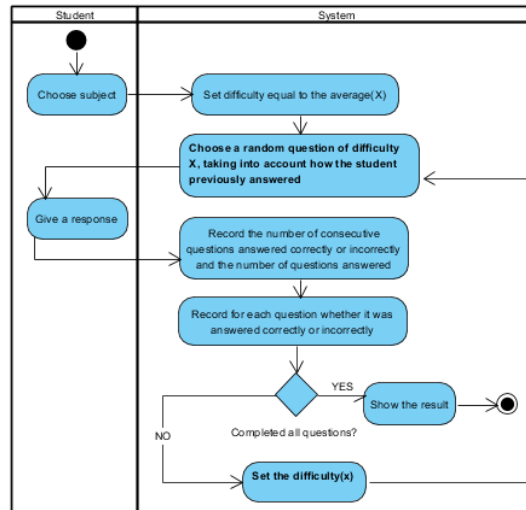 Student
System
Choose subject
Set difficulty equal to the average(X)
Choose a random question of difficulty
X, taking into account how the student
previously answered
Give a response
Record the number of consecutive
questions answered correctly or incorrectly
and the number of questions answered
Record for each question whether it was
answered correctly or incorrectly
YES
Show the result
NO
Completed all questions?
Set the difficulty(x)